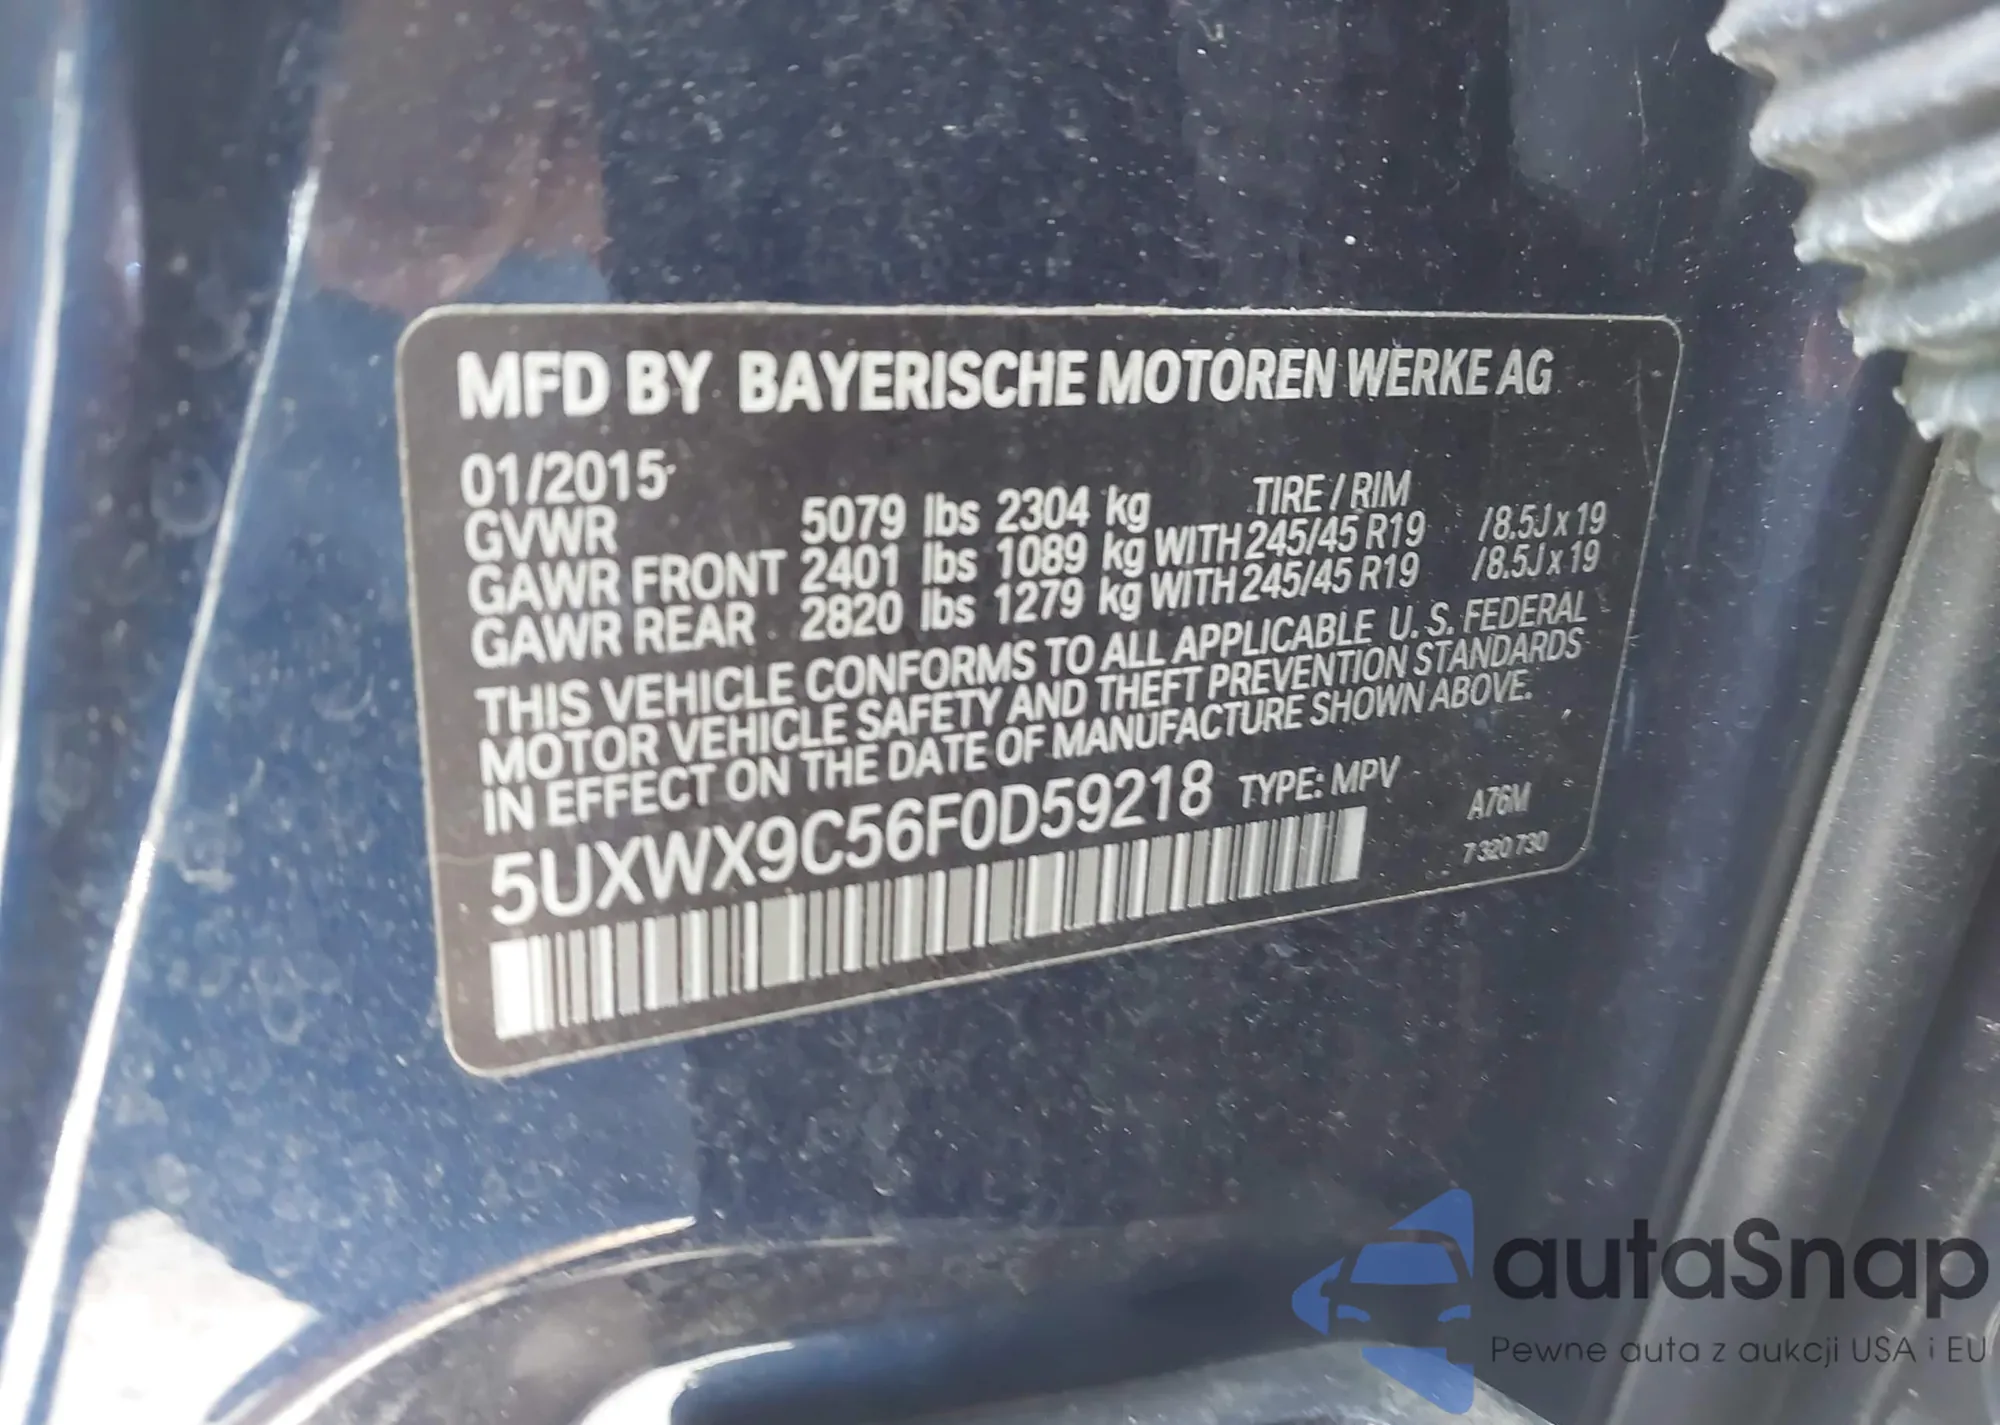 MFD BY BAYERISCHE MOTOREN WERKE AG
01/2015
TIRE / RIM
GVWR 5079 lbs 2304 kg
GAWR FRONT 2401 lbs 1089 kg WITH 245/45 R19 /8.5J x 19
GAWR REAR 2820 lbs 1279 kg WITH 245/45 R19 /8.5J x 19
THIS VEHICLE CONFORMS TO ALL APPLICABLE U. S. FEDERAL
MOTOR VEHICLE SAFETY AND THEFT PREVENTION STANDARDS
IN EFFECT ON THE DATE OF MANUFACTURE SHOWN ABOVE.
5UXWX9C56F0D59218 TYPE: MPV
A76M
7 320 730
autaSnap
Pewne auta z aukcji USA i EU